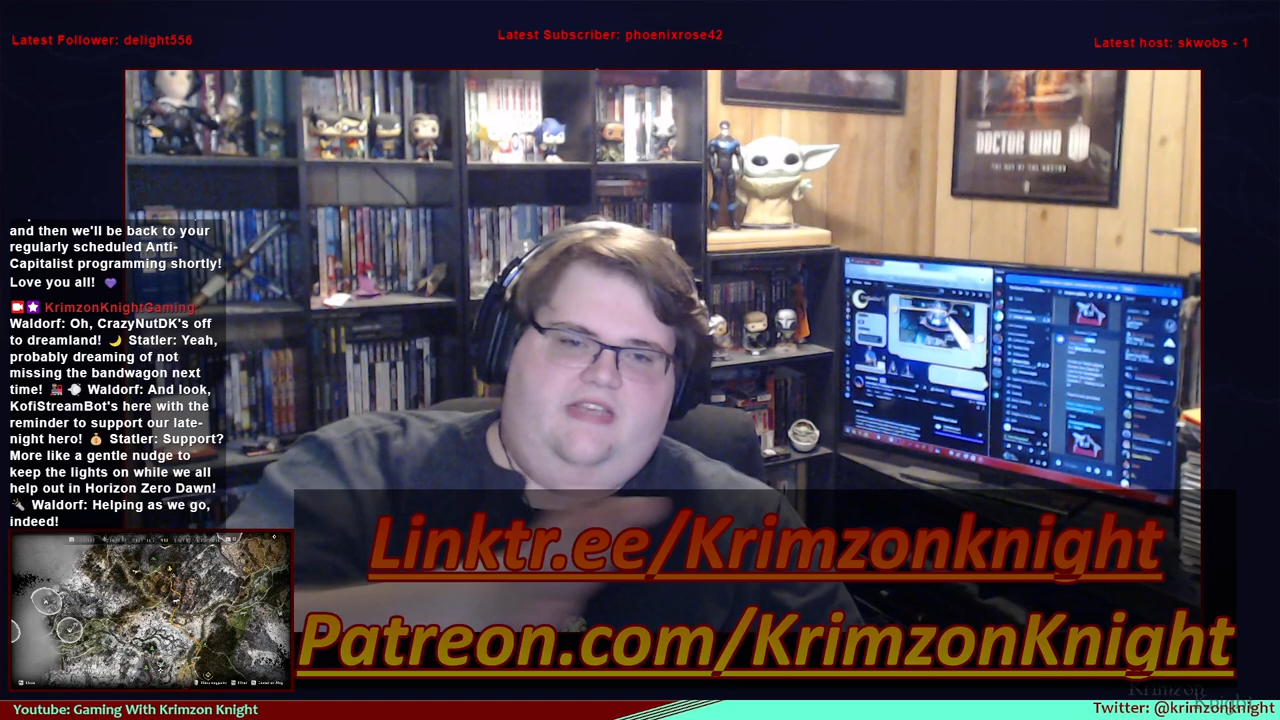 Latest Follower: delight556
Latest Subscriber: phoenixrose42
Latest host: skwobs - 1
DOCTOR WHO
and then we'll be back to your
regularly scheduled Anti-
Capitalist programming shortly!
Love you all!
KrimzonKnightGaming:
Waldorf: Oh, CrazyNutDK's off
to dreamland! Statler: Yeah,
probably dreaming of not
missing the bandwagon next
time! Waldorf: And look,
KofiStreamBot's here with the
reminder to support our late-
night hero! Statler: Support?
More like a gentle nudge to
keep the lights on while we all
help out in Horizon Zero Dawn!
Waldorf: Helping as we go,
indeed!
Linktr.ee/Krimzonknight
Patreon.com/KrimzonKnight
Krimzon
Knight
Youtube: Gaming With Krimzon Knight
Twitter: @krimzonknight